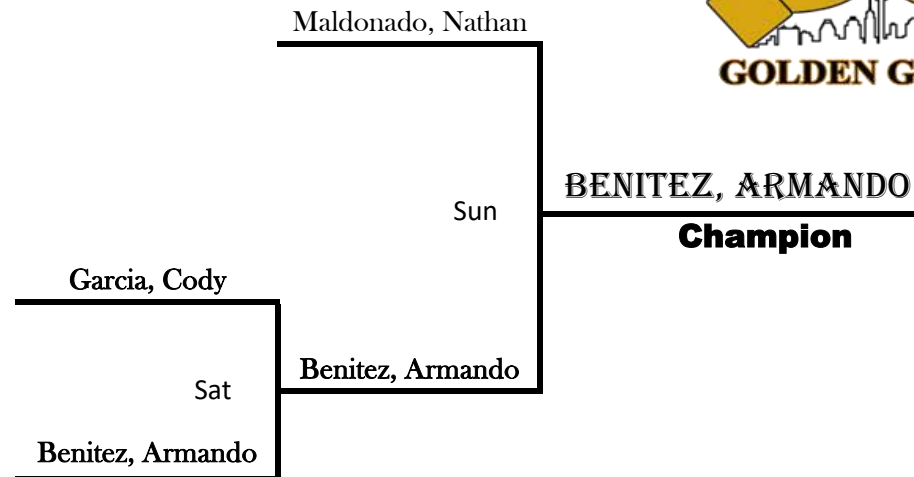 Maldonado, Nathan
GOLDEN G
BENITEZ, ARMANDO
Sun
Champion
Garcia, Cody
Benitez, Armando
Sat
Benitez, Armando